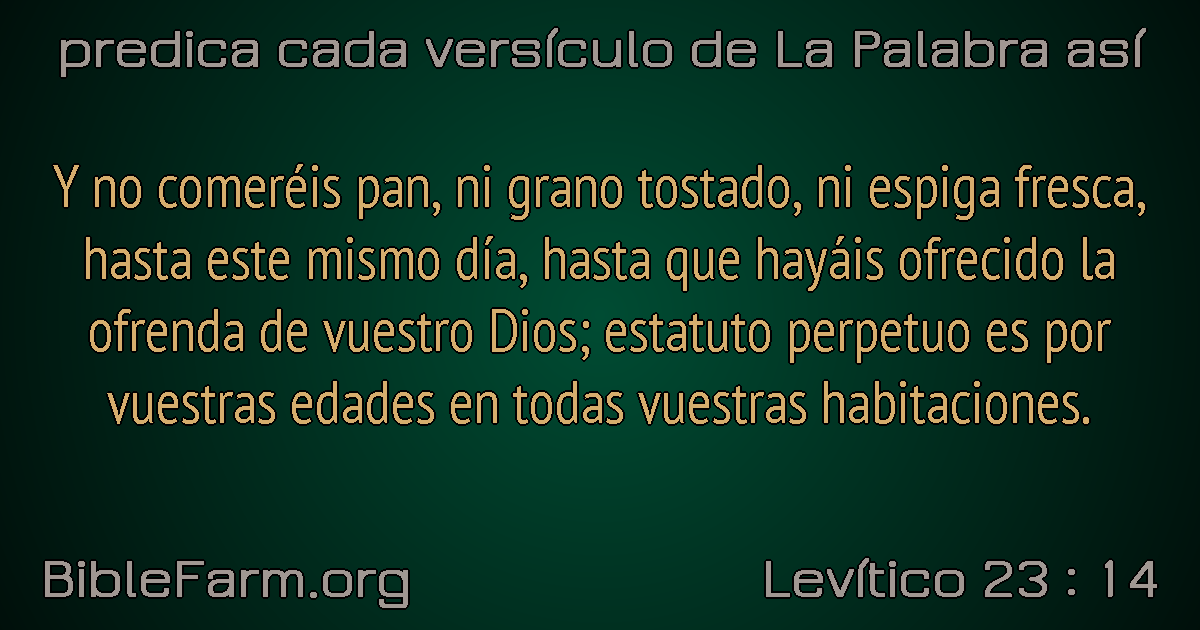 predica cada versículo de La Palabra así
Y no comeréis pan, ni grano tostado, ni espiga fresca,
hasta este mismo día, hasta que hayáis ofrecido la
ofrenda de vuestro Dios; estatuto perpetuo es por
vuestras edades en todas vuestras habitaciones.
BibleFarm.org
Levítico 23 : 14